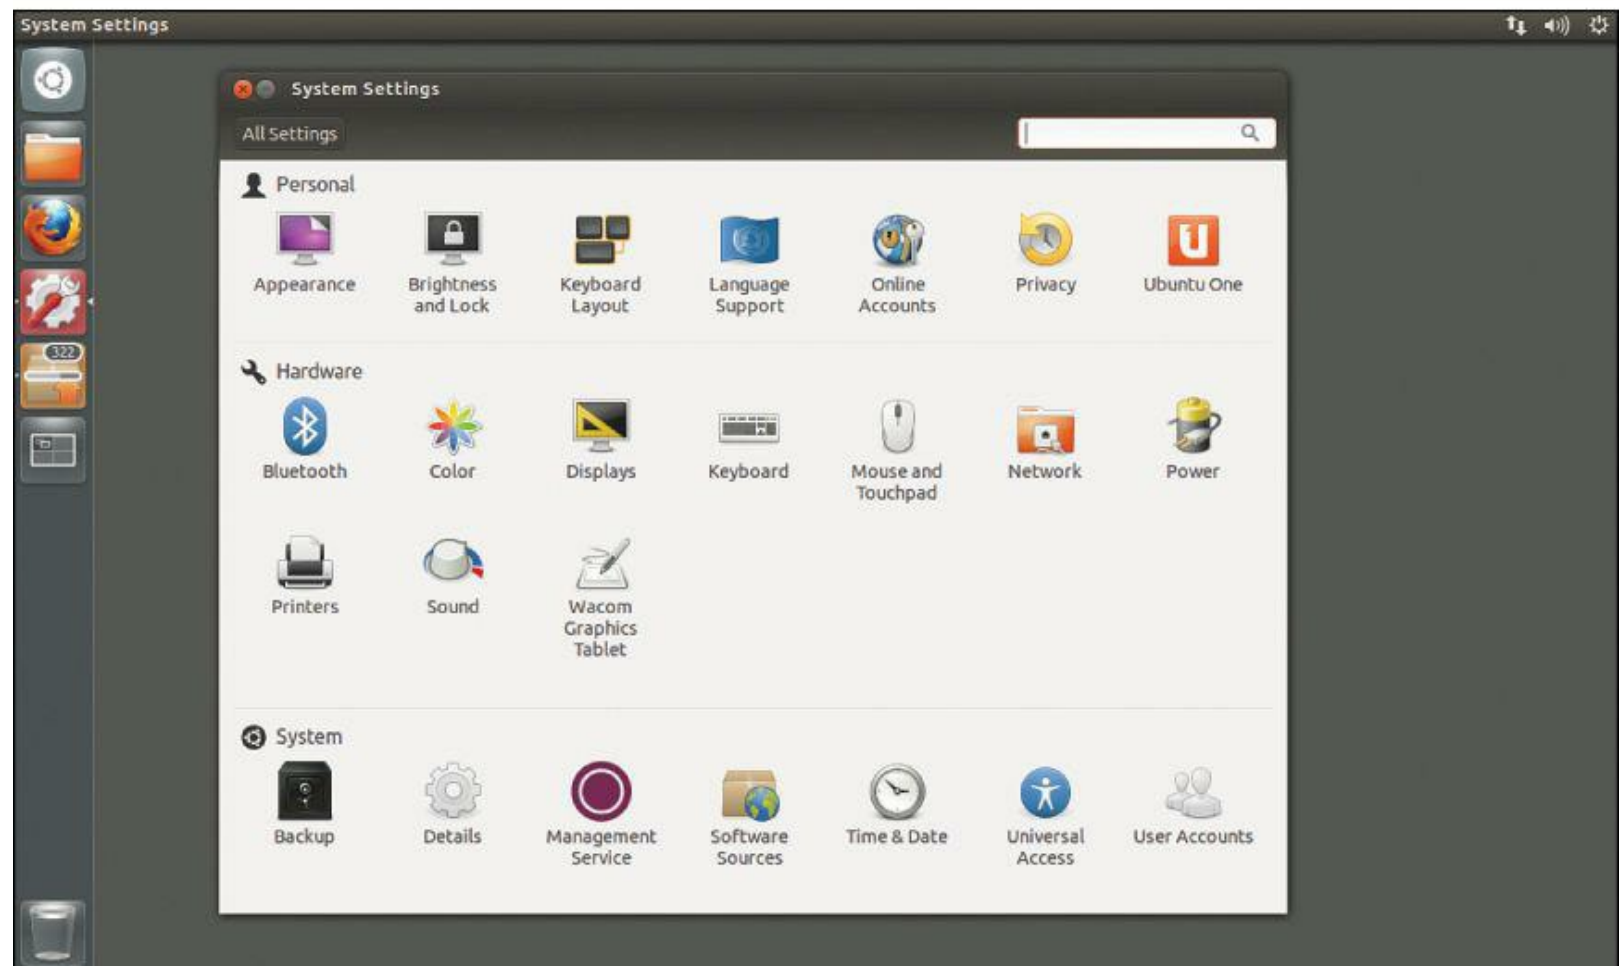 System Settings
System Settings
All Settings
322
Personal
Appearance
Brightness
and Lock
Keyboard
Layout
Language
Support
Online
Accounts
Privacy
Ubuntu One
Hardware
Bluetooth
Color
Displays
Keyboard
Mouse and
Touchpad
Network
Power
Printers
Sound
Wacom
Graphics
Tablet
System
Backup
Details
Management
Service
Software
Sources
Time & Date
Universal
Access
User Accounts